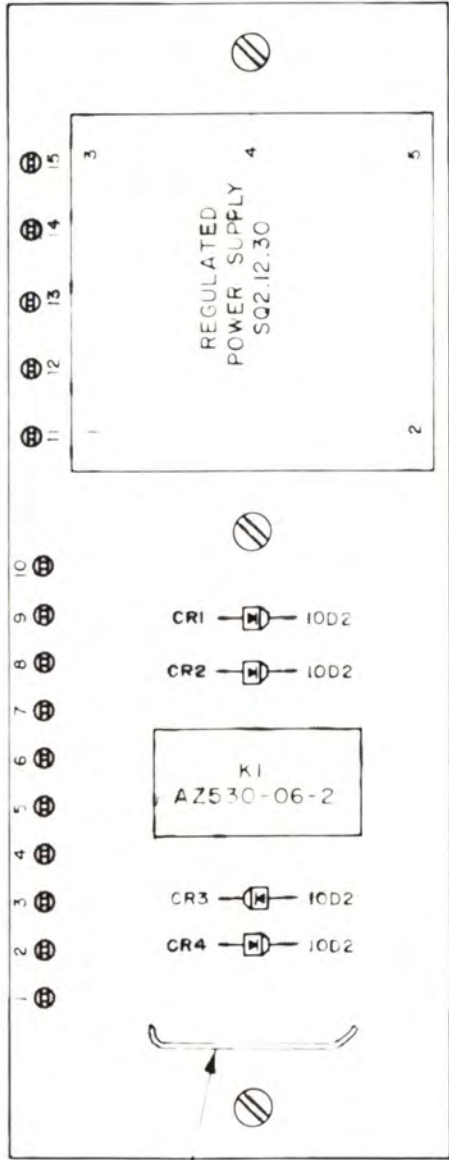 15
14
13
12
11
3
4
5
REGULATED
POWER SUPPLY
SQ2.12.30
1
2
10
9
8
7
6
5
4
3
2
1
CR1 10D2
CR2 10D2
K1
AZ530-06-2
CR3 10D2
CR4 10D2